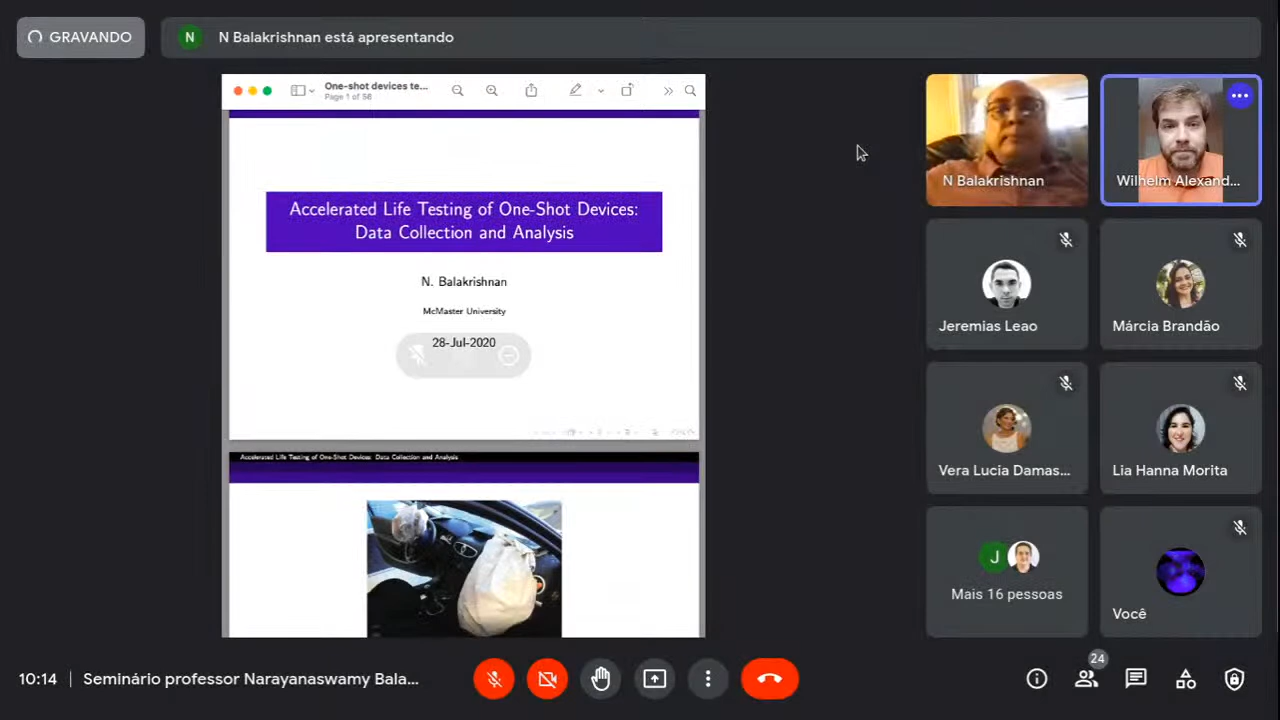 GRAVANDO
N Balakrishnan está apresentando
N
One-shot devices te...
Page 1 of 58
Accelerated Life Testing of One-Shot Devices:
Data Collection and Analysis
N. Balakrishnan
McMaster University
28-Jul-2020
Accelerated Life Testing of One-Shot Devices: Data Collection and Analysis
N Balakrishnan
Wilhelm Alexand...
Jeremias Leao
Márcia Brandão
Vera Lucia Damas...
Lia Hanna Morita
J
Mais 16 pessoas
Você
10:14
Seminário professor Narayanaswamy Bala...
24